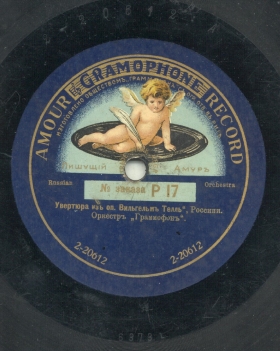 AMOUR GRAMOPHONE RECORD
ПИШУЩІЙ АМУРЪ
Russian
Orchestra
№ заказа P 17
Увертюра изъ оп. Вильгельмъ Телль", Россини.
Оркестръ „Граммофонъ".
2-20612
2-20612